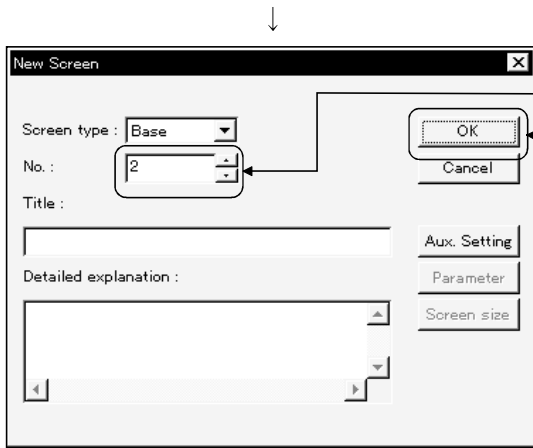 ↓
New Screen
Screen type : Base
OK
No. : 2
Cancel
Title :
Aux. Setting
Detailed explanation :
Parameter
Screen size